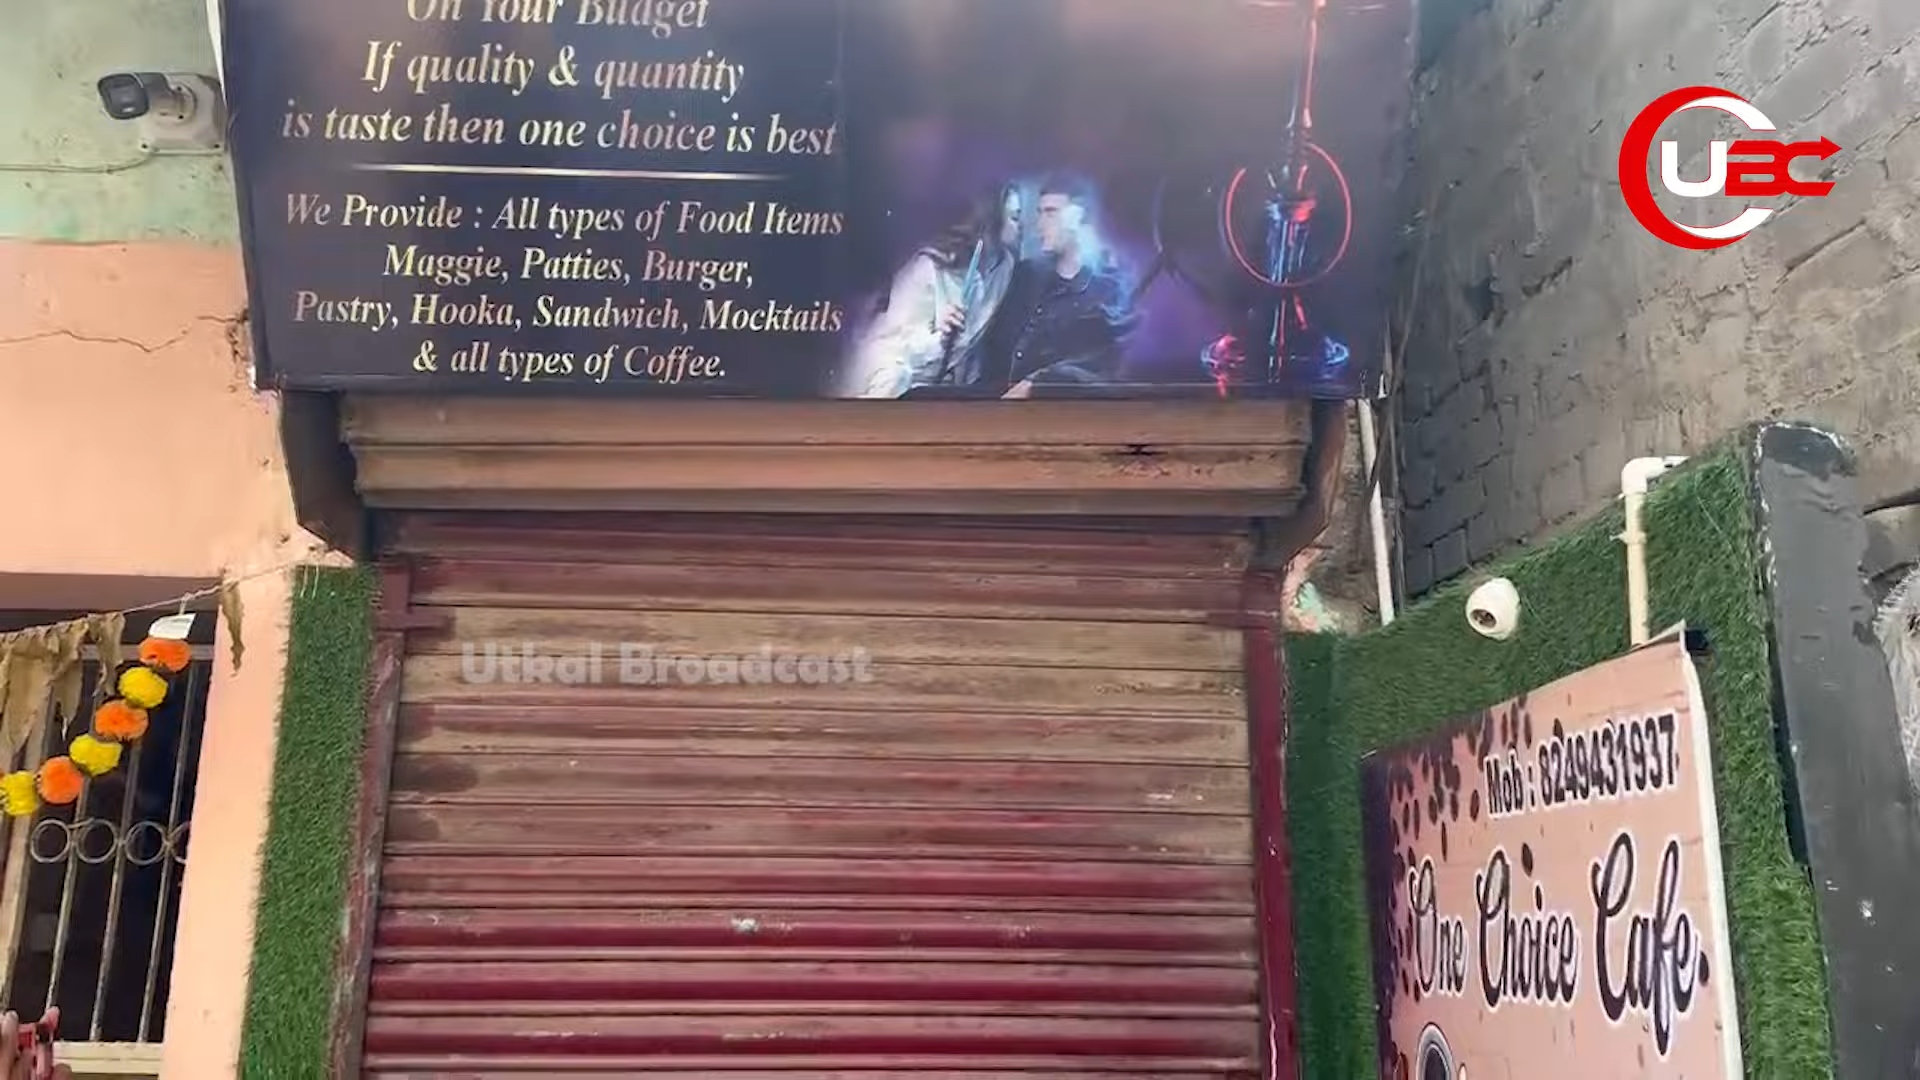 On Your Budget
If quality & quantity
is taste then one choice is best
We Provide : All types of Food Items
Maggie, Patties, Burger,
Pastry, Hooka, Sandwich, Mocktails
& all types of Coffee.
UBC
Utkal Broadcast
Mob : 8249431937
One Choice Cafe.